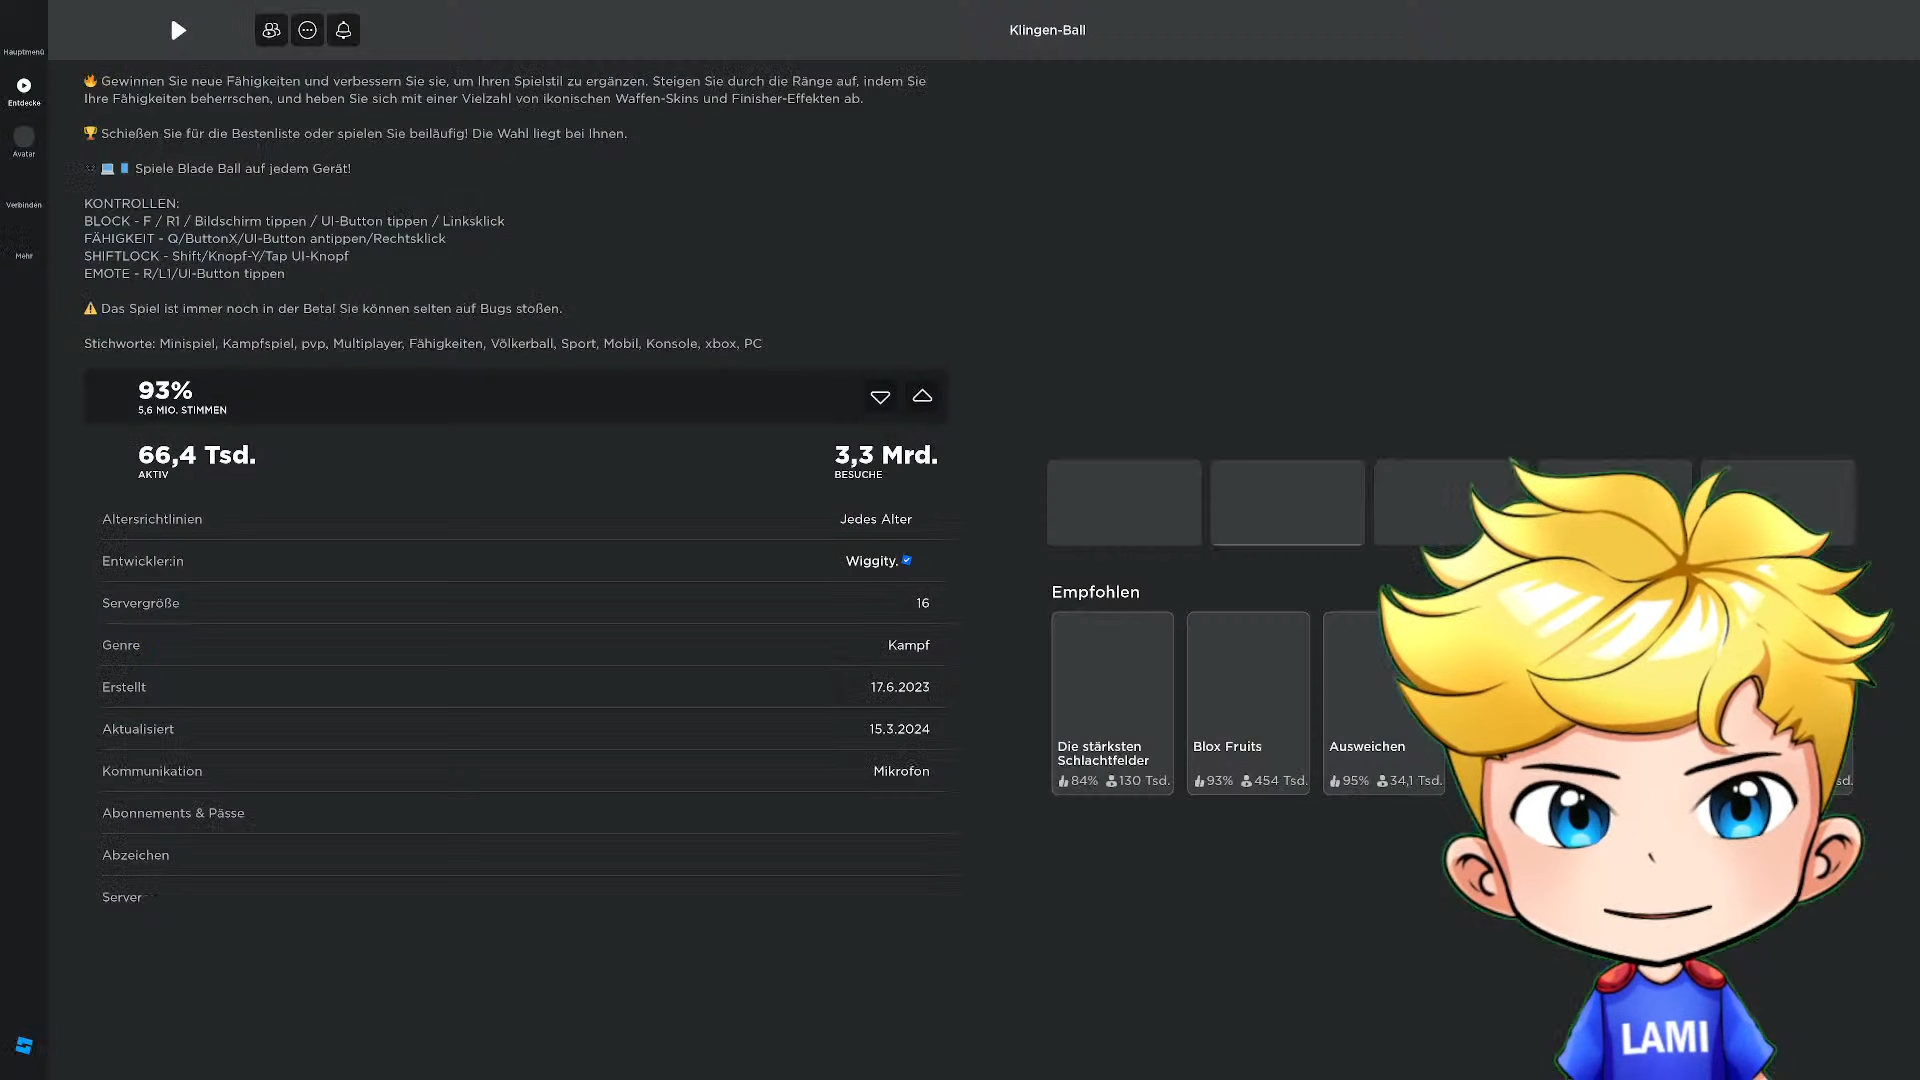 Klingen-Ball
Hauptmenü
Entdecke
Avatar
Verbinden
Mehr
🔥 Gewinnen Sie neue Fähigkeiten und verbessern Sie sie, um Ihren Spielstil zu ergänzen. Steigen Sie durch die Ränge auf, indem Sie
Ihre Fähigkeiten beherrschen, und heben Sie sich mit einer Vielzahl von ikonischen Waffen-Skins und Finisher-Effekten ab.
🏆 Schießen Sie für die Bestenliste oder spielen Sie beiläufig! Die Wahl liegt bei Ihnen.
Spiele Blade Ball auf jedem Gerät!
KONTROLLEN:
BLOCK - F / R1 / Bildschirm tippen / UI-Button tippen / Linksklick
FÄHIGKEIT - Q/ButtonX/UI-Button antippen/Rechtsklick
SHIFTLOCK - Shift/Knopf-Y/Tap UI-Knopf
EMOTE - R/L1/UI-Button tippen
⚠️ Das Spiel ist immer noch in der Beta! Sie können selten auf Bugs stoßen.
Stichworte: Minispiel, Kampfspiel, pvp, Multiplayer, Fähigkeiten, Völkerball, Sport, Mobil, Konsole, xbox, PC
93%
5,6 MIO. STIMMEN
66,4 Tsd.
AKTIV
3,3 Mrd.
BESUCHE
Altersrichtlinien Jedes Alter
Entwickler:in Wiggity.
Servergröße 16
Genre Kampf
Erstellt 17.6.2023
Aktualisiert 15.3.2024
Kommunikation Mikrofon
Abonnements & Pässe
Abzeichen
Server
Empfohlen
Die stärksten
Schlachtfelder
84% 130 Tsd.
Blox Fruits
93% 454 Tsd.
Ausweichen
95% 34,1 Tsd.
LAMI